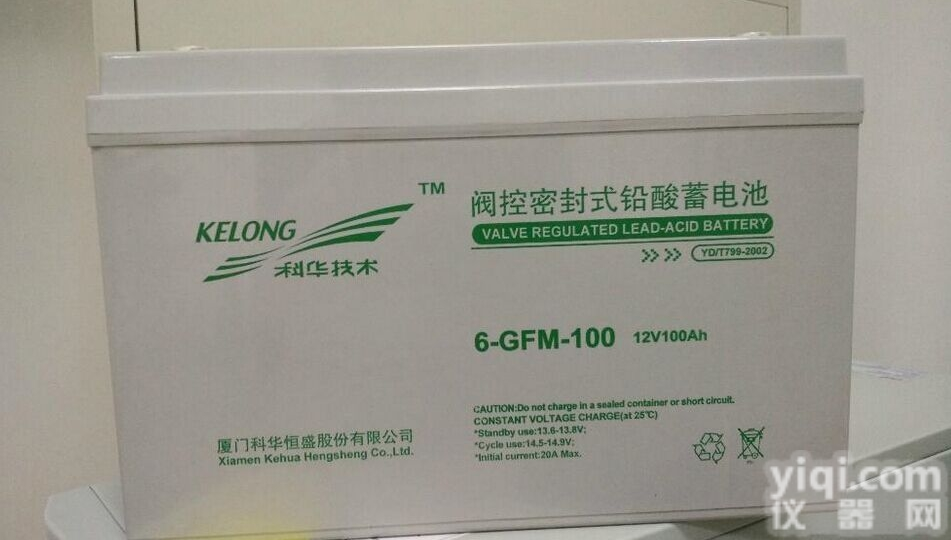 TM
KELONG
科华技术
阀控密封式铅酸蓄电池
VALVE REGULATED LEAD-ACID BATTERY
YD/T799-2002
6-GFM-100 12V100Ah
CAUTION:Do not charge in a sealed container or short circuit.
CONSTANT VOLTAGE CHARGE(at 25℃)
*Standby use:13.6-13.8V;
*Cycle use:14.5-14.9V;
*Initial current:20A Max.
厦门科华恒盛股份有限公司
Xiamen Kehua Hengsheng Co.,Ltd.
yiqi.com
仪器网